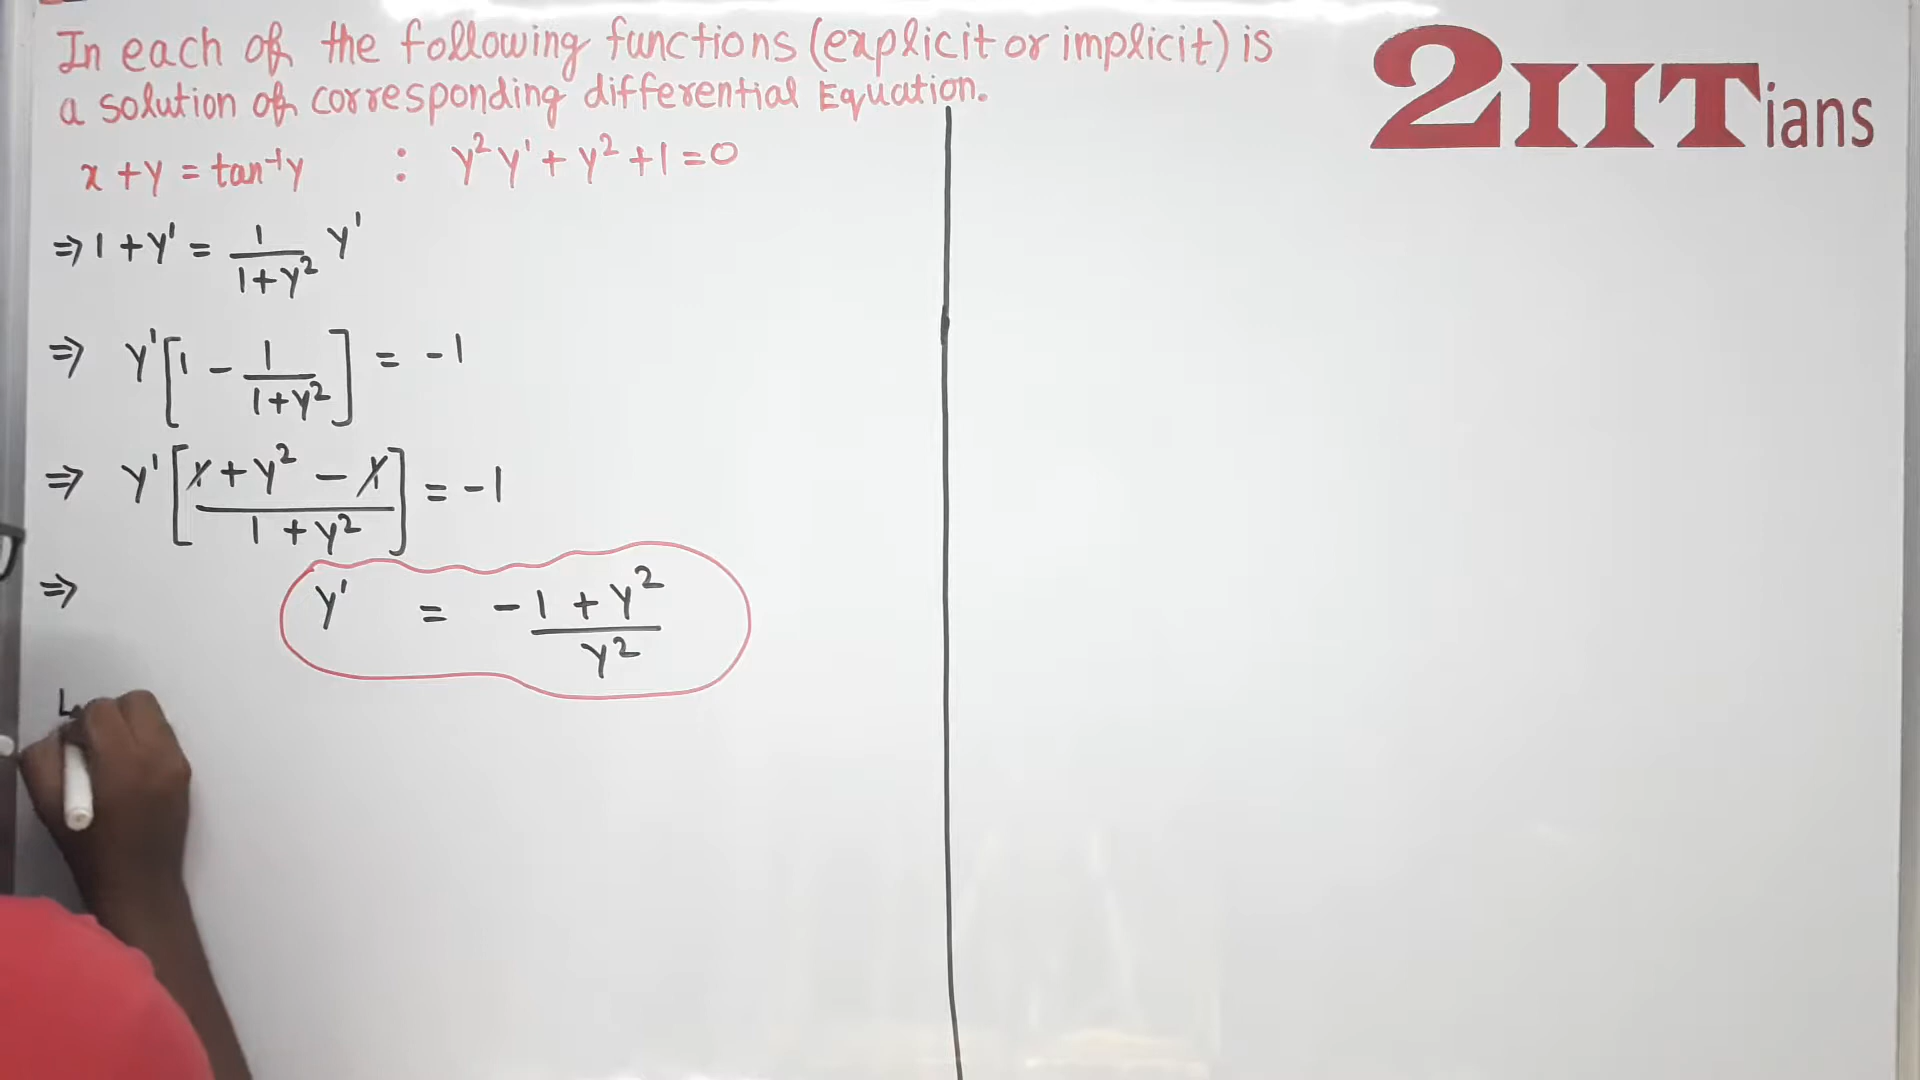 In each of the following functions (explicit or implicit) is
a solution of corresponding differential Equation.
x + y = tan⁻¹y : y² y' + y² + 1 = 0
⇒ 1 + y' = 1/(1+y²) y'
⇒ y'[1 - 1/(1+y²)] = -1
⇒ y'[(1 + y² - 1)/(1 + y²)] = -1
⇒ y' = -(1 + y²)/y²
2IITians